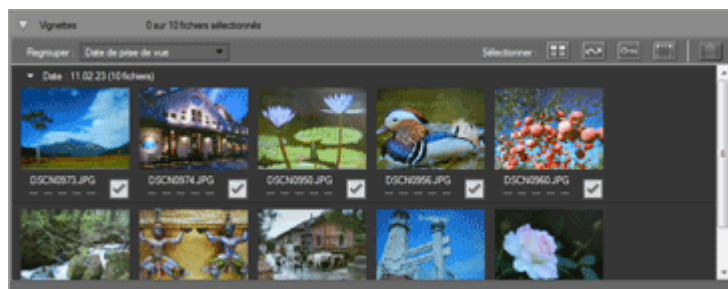 Vignettes 0 sur 10 fichiers sélectionnés
Regrouper : Date de prise de vue Sélectionner :
Date : 11.02.23 (10 fichiers)
DSCN0973.JPG DSCN0974.JPG DSCN0950.JPG DSCN0956.JPG DSCN0960.JPG